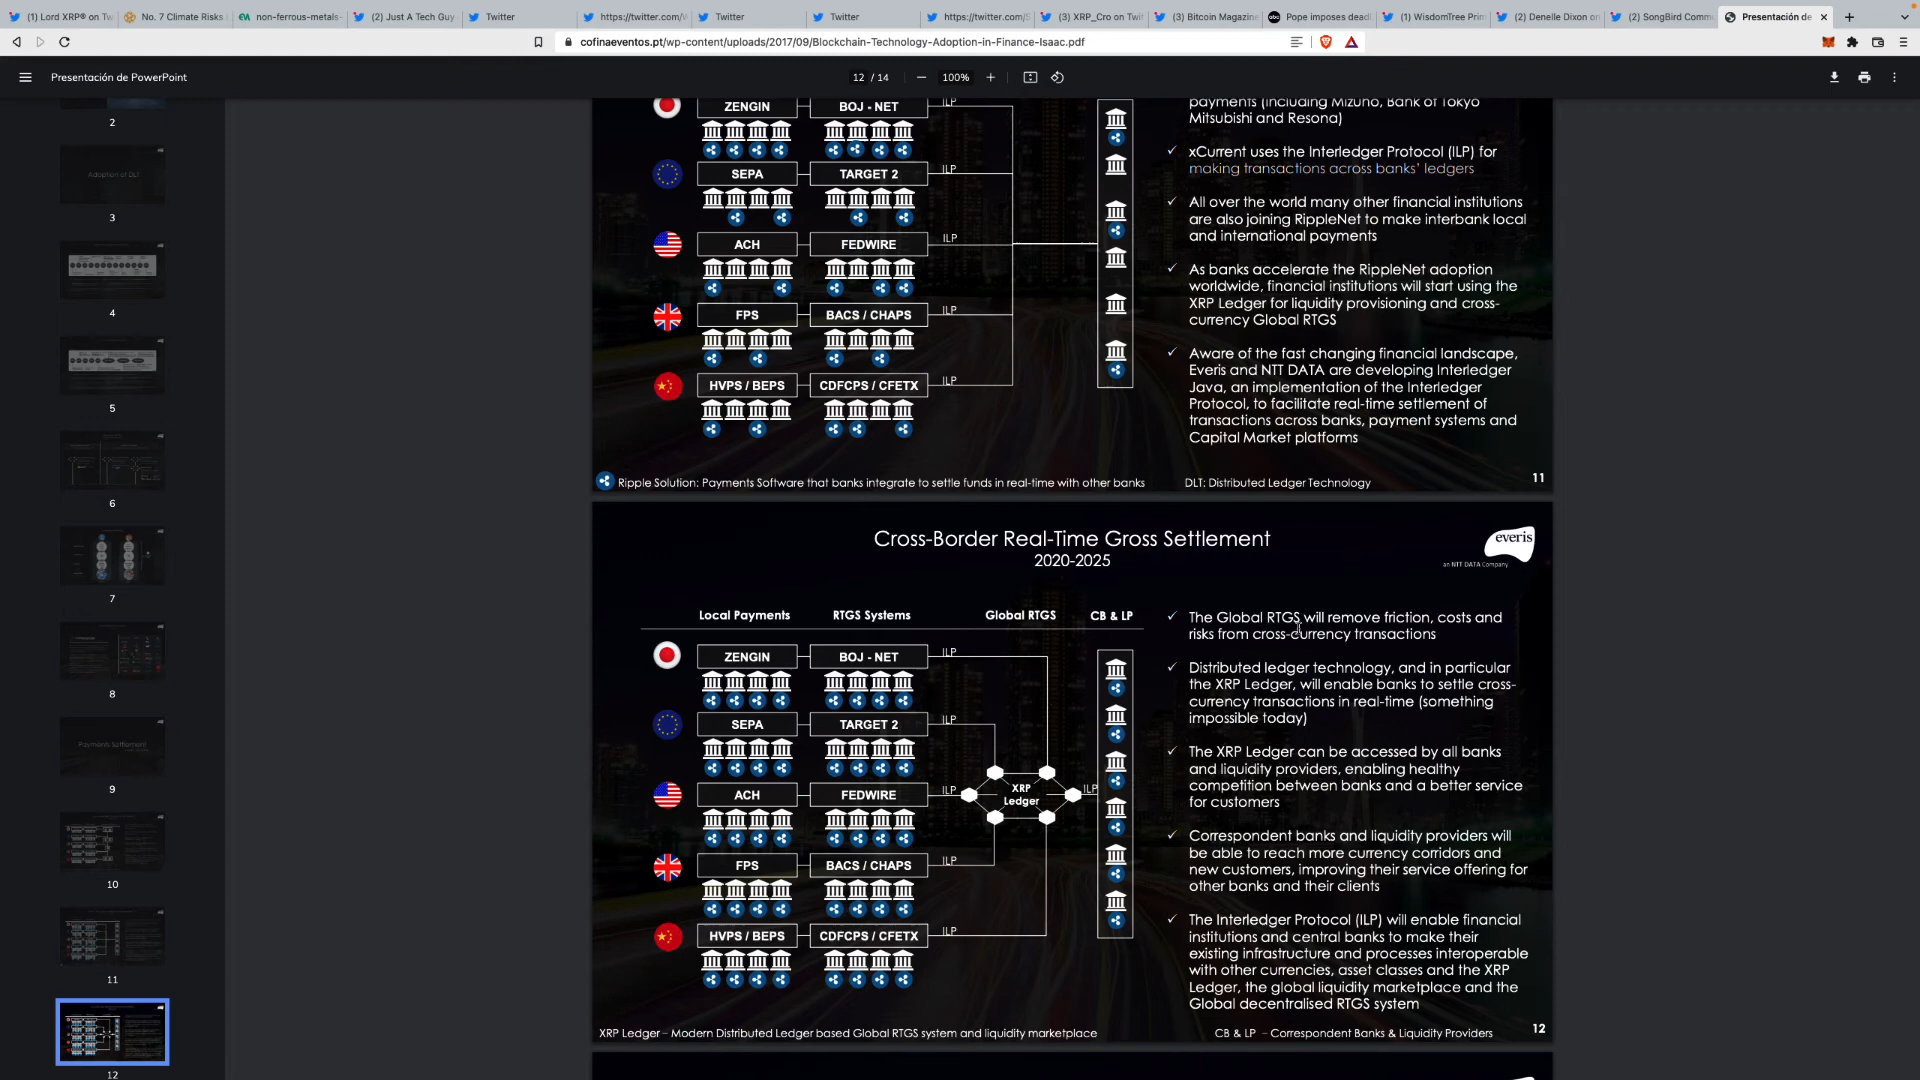 (1) Lord XRP® on Tw
No. 7 Climate Risks
non-ferrous-metals-
(2) Just A Tech Guy
Twitter
https://twitter.com/
Twitter
Twitter
https://twitter.com/S
(3) XRP_Cro on Twi
(3) Bitcoin Magazine
Pope imposes deadl
(1) WisdomTree Prim
(2) Denelle Dixon on
(2) SongBird Comm
Presentación de
cofinaeventos.pt/wp-content/uploads/2017/09/Blockchain-Technology-Adoption-in-Finance-Isaac.pdf
Presentación de PowerPoint
12 / 14
100%
2
Adoption of DLT
3
4
5
6
7
8
Payments Settlement
9
10
11
12
ZENGIN BOJ - NET ILP
SEPA TARGET 2 ILP
ACH FEDWIRE ILP
FPS BACS / CHAPS ILP
HVPS / BEPS CDFCPS / CFETX ILP
payments (including Mizuno, Bank of Tokyo
Mitsubishi and Resona)
✓ xCurrent uses the Interledger Protocol (ILP) for
making transactions across banks' ledgers
✓ All over the world many other financial institutions
are also joining RippleNet to make interbank local
and international payments
✓ As banks accelerate the RippleNet adoption
worldwide, financial institutions will start using the
XRP Ledger for liquidity provisioning and cross-
currency Global RTGS
✓ Aware of the fast changing financial landscape,
Everis and NTT DATA are developing Interledger
Java, an implementation of the Interledger
Protocol, to facilitate real-time settlement of
transactions across banks, payment systems and
Capital Market platforms
Ripple Solution: Payments Software that banks integrate to settle funds in real-time with other banks
DLT: Distributed Ledger Technology
11
Cross-Border Real-Time Gross Settlement
2020-2025
everis
an NTT DATA Company
Local Payments RTGS Systems Global RTGS CB & LP
ZENGIN BOJ - NET ILP
SEPA TARGET 2 ILP
ACH FEDWIRE ILP
XRP
Ledger
ILP
FPS BACS / CHAPS ILP
HVPS / BEPS CDFCPS / CFETX ILP
✓ The Global RTGS will remove friction, costs and
risks from cross-currency transactions
✓ Distributed ledger technology, and in particular
the XRP Ledger, will enable banks to settle cross-
currency transactions in real-time (something
impossible today)
✓ The XRP Ledger can be accessed by all banks
and liquidity providers, enabling healthy
competition between banks and a better service
for customers
✓ Correspondent banks and liquidity providers will
be able to reach more currency corridors and
new customers, improving their service offering for
other banks and their clients
✓ The Interledger Protocol (ILP) will enable financial
institutions and central banks to make their
existing infrastructure and processes interoperable
with other currencies, asset classes and the XRP
Ledger, the global liquidity marketplace and the
Global decentralised RTGS system
XRP Ledger – Modern Distributed Ledger based Global RTGS system and liquidity marketplace
CB & LP – Correspondent Banks & Liquidity Providers
12